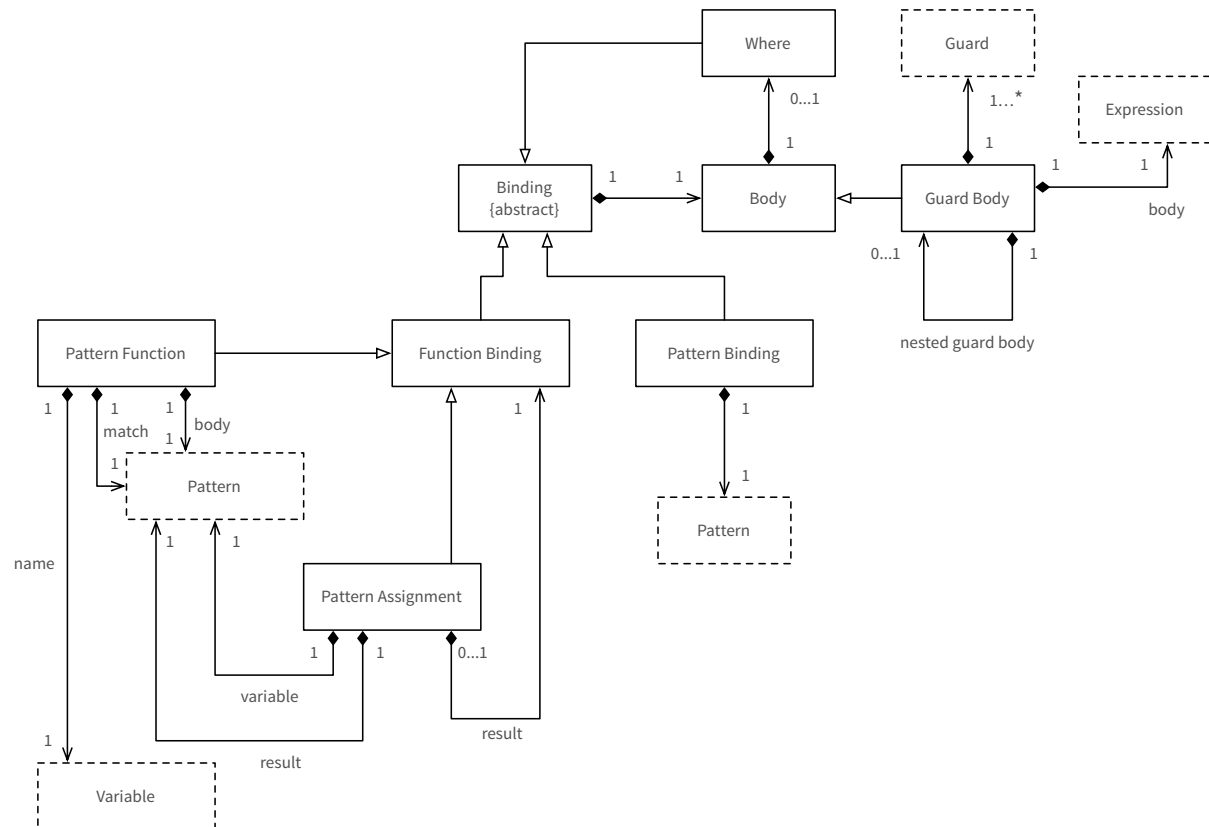 Where
Guard
Expression
0...1
1...*
1
1
1
1
body
Binding
{abstract}
1
1
Body
Guard Body
0...1
1
nested guard body
Pattern Function
Function Binding
Pattern Binding
1
1
match
1
1
1
body
1
1
1
Pattern
Pattern
1
1
name
Pattern Assignment
1
1
0...1
variable
result
result
1
Variable